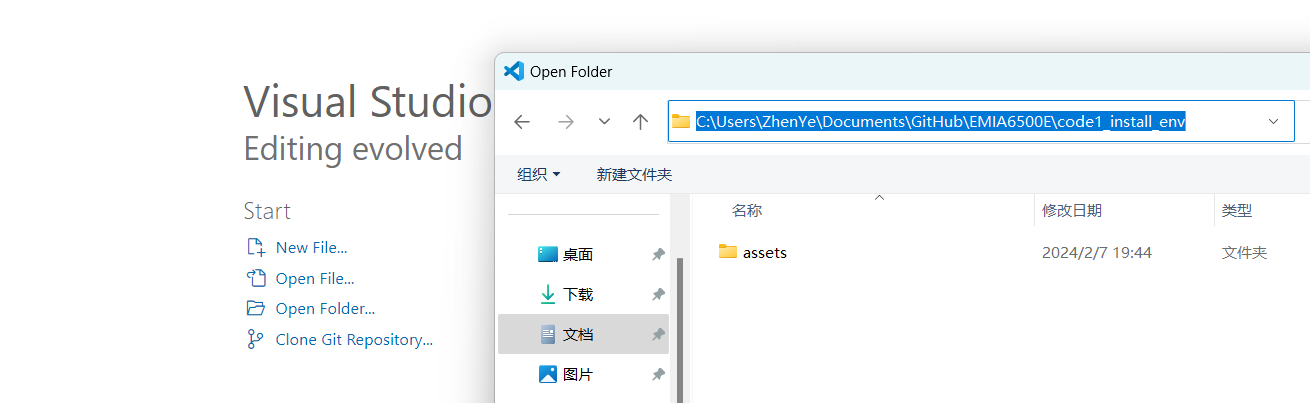 Visual Studio
Editing evolved
Start
New File...
Open File...
Open Folder...
Clone Git Repository...
Open Folder
C:\Users\ZhenYe\Documents\GitHub\EMIA6500E\code1_install_env
组织
新建文件夹
桌面
下载
文档
图片
名称
修改日期
类型
assets
2024/2/7 19:44
文件夹